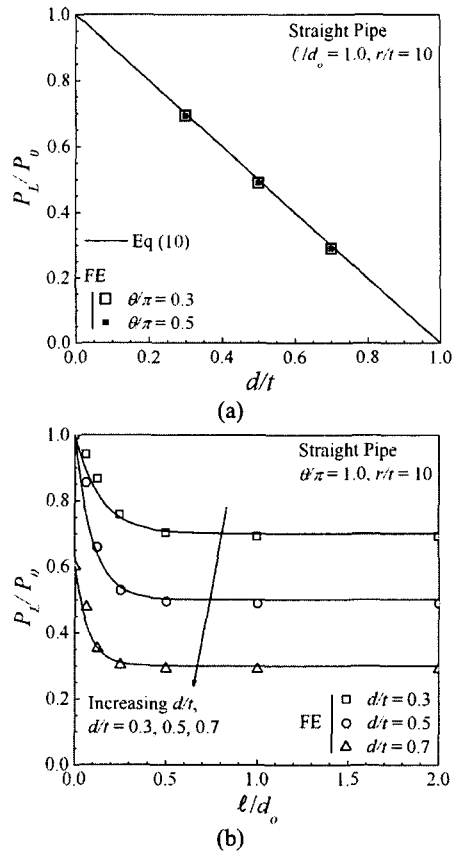 Straight Pipe
ℓ/d₀ = 1.0, r/t = 10
1.0
0.8
0.6
0.4
0.2
0.0
P_L/P_0
Eq (10)
FE
θ/π = 0.3
θ/π = 0.5
0.0 0.2 0.4 0.6 0.8 1.0
d/t
(a)
Straight Pipe
θ/π = 1.0, r/t = 10
1.0
0.8
0.6
0.4
0.2
0.0
P_L/P_o
Increasing d/t,
d/t = 0.3, 0.5, 0.7
FE
d/t = 0.3
d/t = 0.5
d/t = 0.7
0.0 0.5 1.0 1.5 2.0
ℓ/d_o
(b)